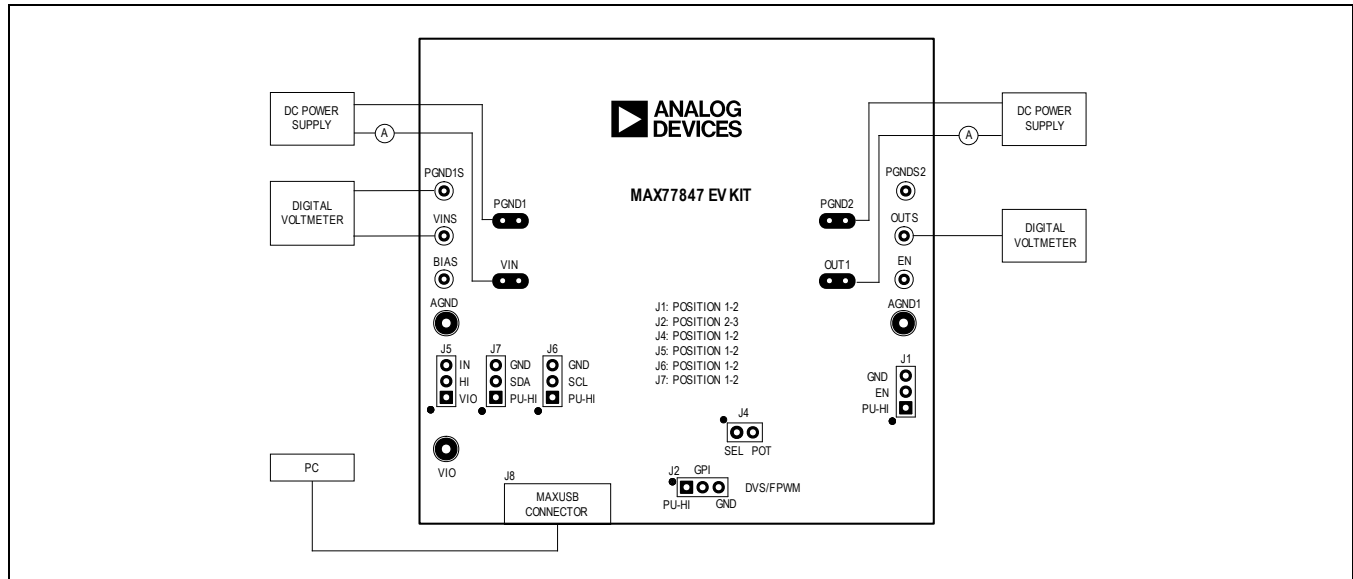 ANALOG
DEVICES
DC POWER
SUPPLY
A
DC POWER
SUPPLY
A
MAX77847 EV KIT
DIGITAL
VOLTMETER
PGND1S
VINS
BIAS
AGND
PGND1
VIN
PGND2
OUT1
PGNDS2
OUTS
EN
AGND1
DIGITAL
VOLTMETER
J1: POSITION 1-2
J2: POSITION 2-3
J4: POSITION 1-2
J5: POSITION 1-2
J6: POSITION 1-2
J7: POSITION 1-2
J5
IN
HI
VIO
J7
GND
SDA
PU-HI
J6
GND
SCL
PU-HI
J1
GND
EN
PU-HI
J4
SEL POT
VIO
J2 GPI
DVS/FPWM
PU-HI GND
PC
J8
MAXUSB
CONNECTOR